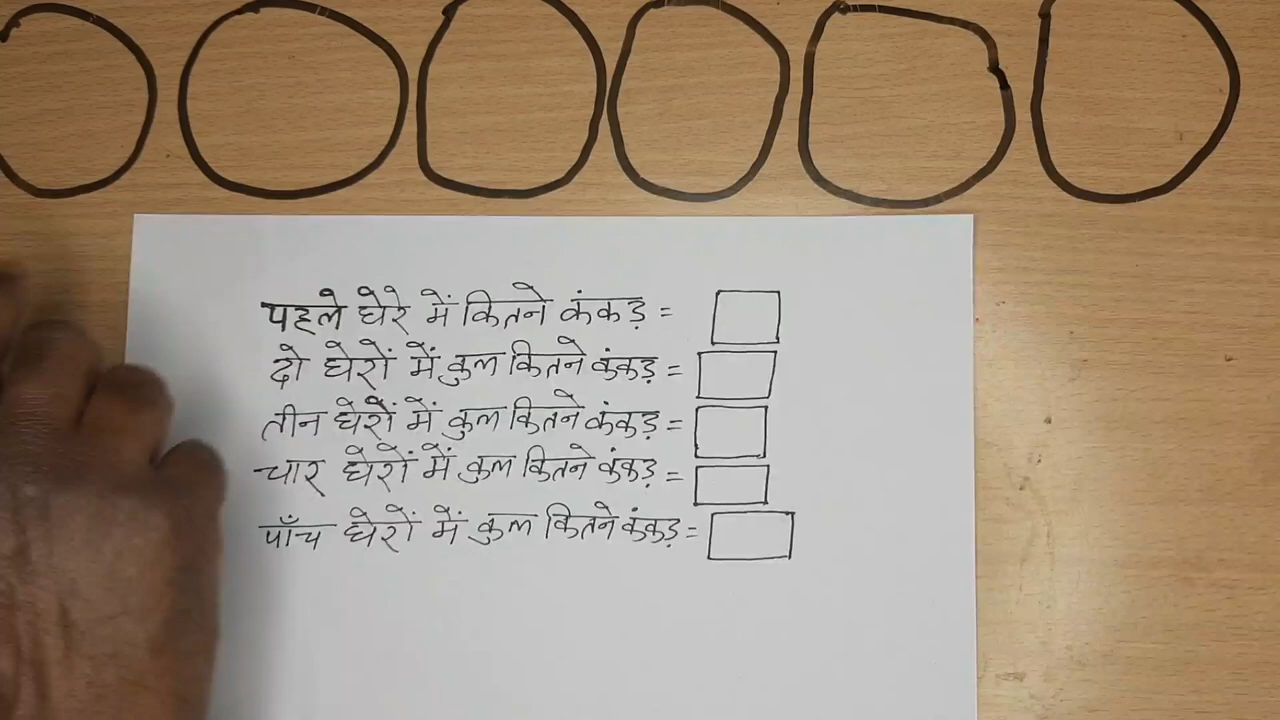 पहले घेरे में कितने कंकड़ =
दो घेरों में कुल कितने कंकड़ =
तीन घेरों में कुल कितने कंकड़ =
चार घेरों में कुल कितने कंकड़ =
पाँच घेरों में कुल कितने कंकड़ =